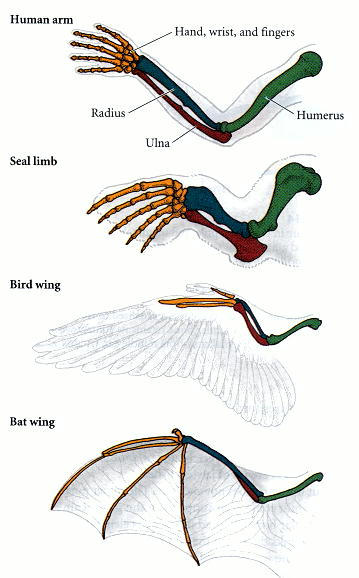 Human arm
Hand, wrist, and fingers
Radius
Humerus
Ulna
Seal limb
Bird wing
Bat wing